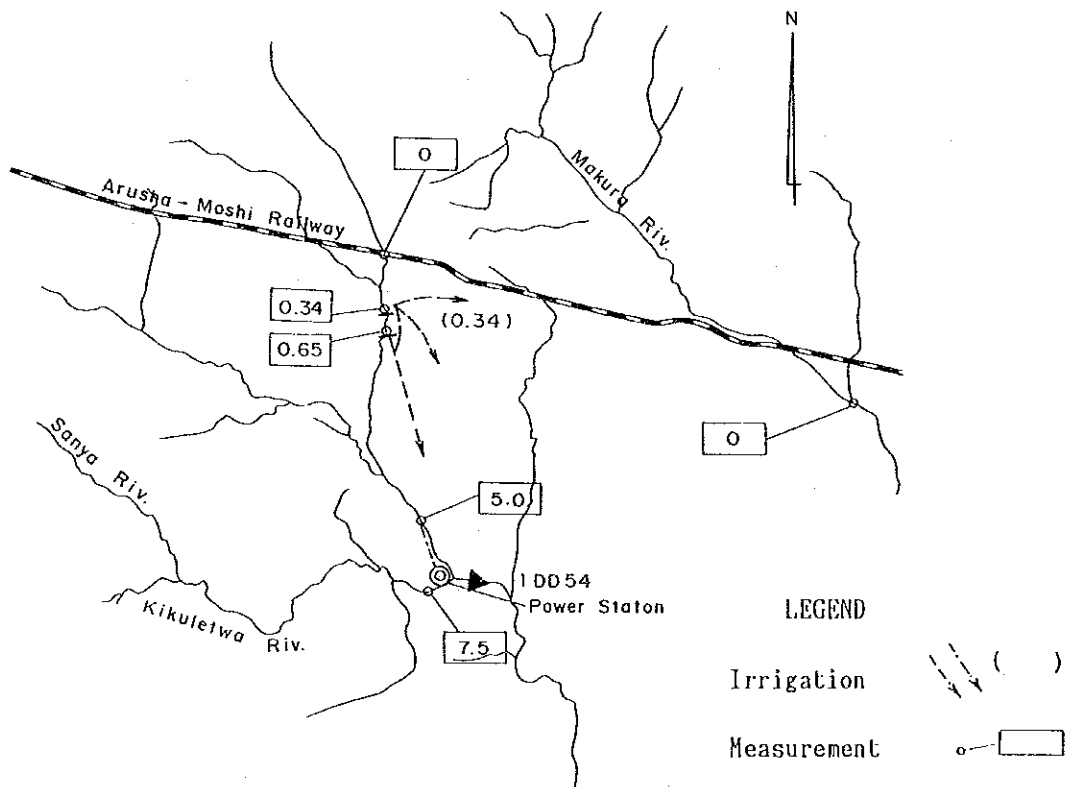 N
0
Makura Riv.
Arusha - Moshi Railway
0.34
(0.34)
0.65
0
Sanya Riv.
5.0
1DD54
Power Staton
Kikuletwa Riv.
7.5
LEGEND
Irrigation ( )
Measurement